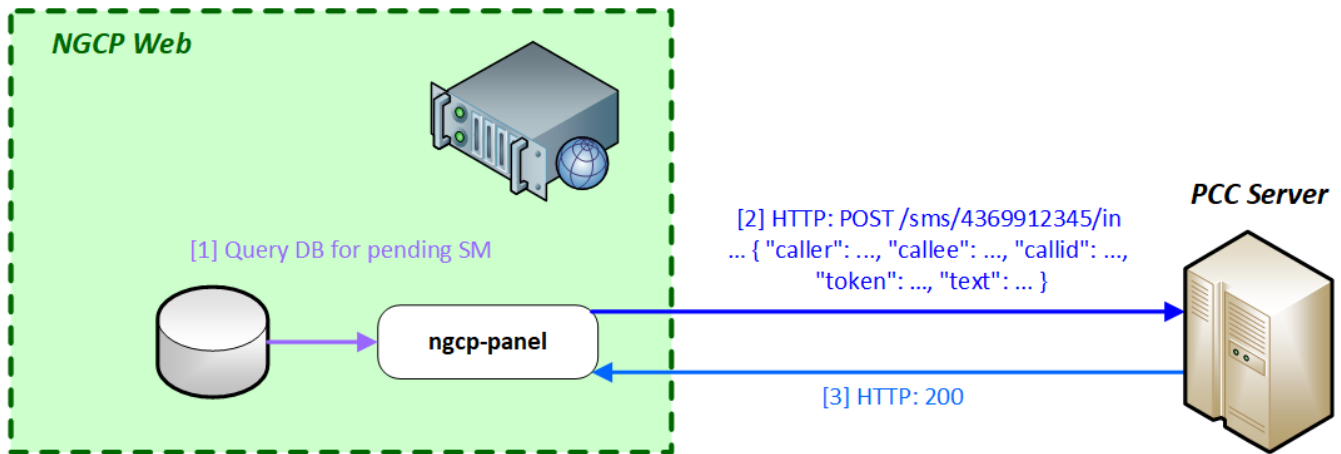 NGCP Web
PCC Server
[2] HTTP: POST /sms/4369912345/in
... { "caller": ..., "callee": ..., "callid": ...,
"token": ..., "text": ... }
[1] Query DB for pending SM
ngcp-panel
[3] HTTP: 200